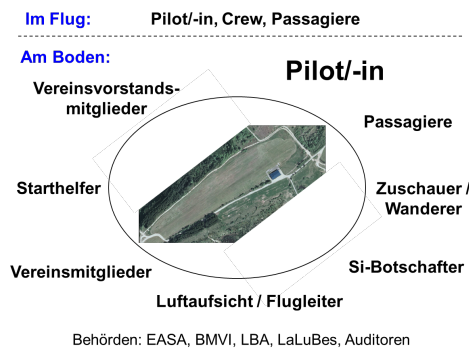 Im Flug: Pilot/-in, Crew, Passagiere
Am Boden:
Pilot/-in
Vereinsvorstands-
mitglieder
Passagiere
Starthelfer
Zuschauer /
Wanderer
Vereinsmitglieder
Si-Botschafter
Luftaufsicht / Flugleiter
Behörden: EASA, BMVI, LBA, LaLuBes, Auditoren